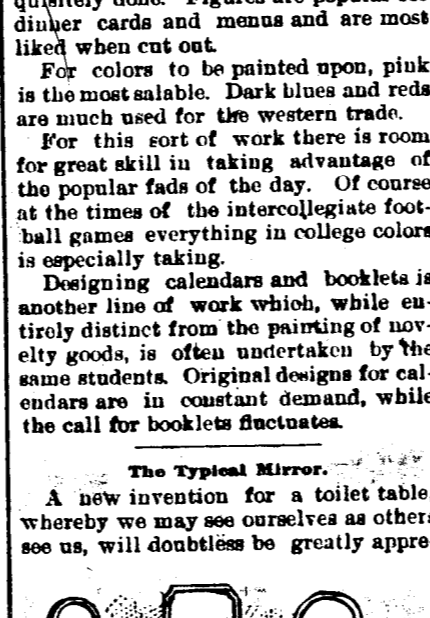 quisitely done. Figures are popular
dinner cards and menus and are most
liked when cut out.
For colors to be painted upon, pink
is the most salable. Dark blues and reds
are much used for the western trade.
For this sort of work there is room
for great skill in taking advantage of
the popular fads of the day. Of course
at the times of the intercollegiate foot-
ball games everything in college colors
is especially taking.
Designing calendars and booklets is
another line of work which, while en-
tirely distinct from the painting of nov-
elty goods, is often undertaken by the
same students. Original designs for cal-
endars are in constant demand, while
the call for booklets fluctuates.
The Typical Mirror.
A new invention for a toilet table,
whereby we may see ourselves as others
see us, will doubtless be greatly appre-